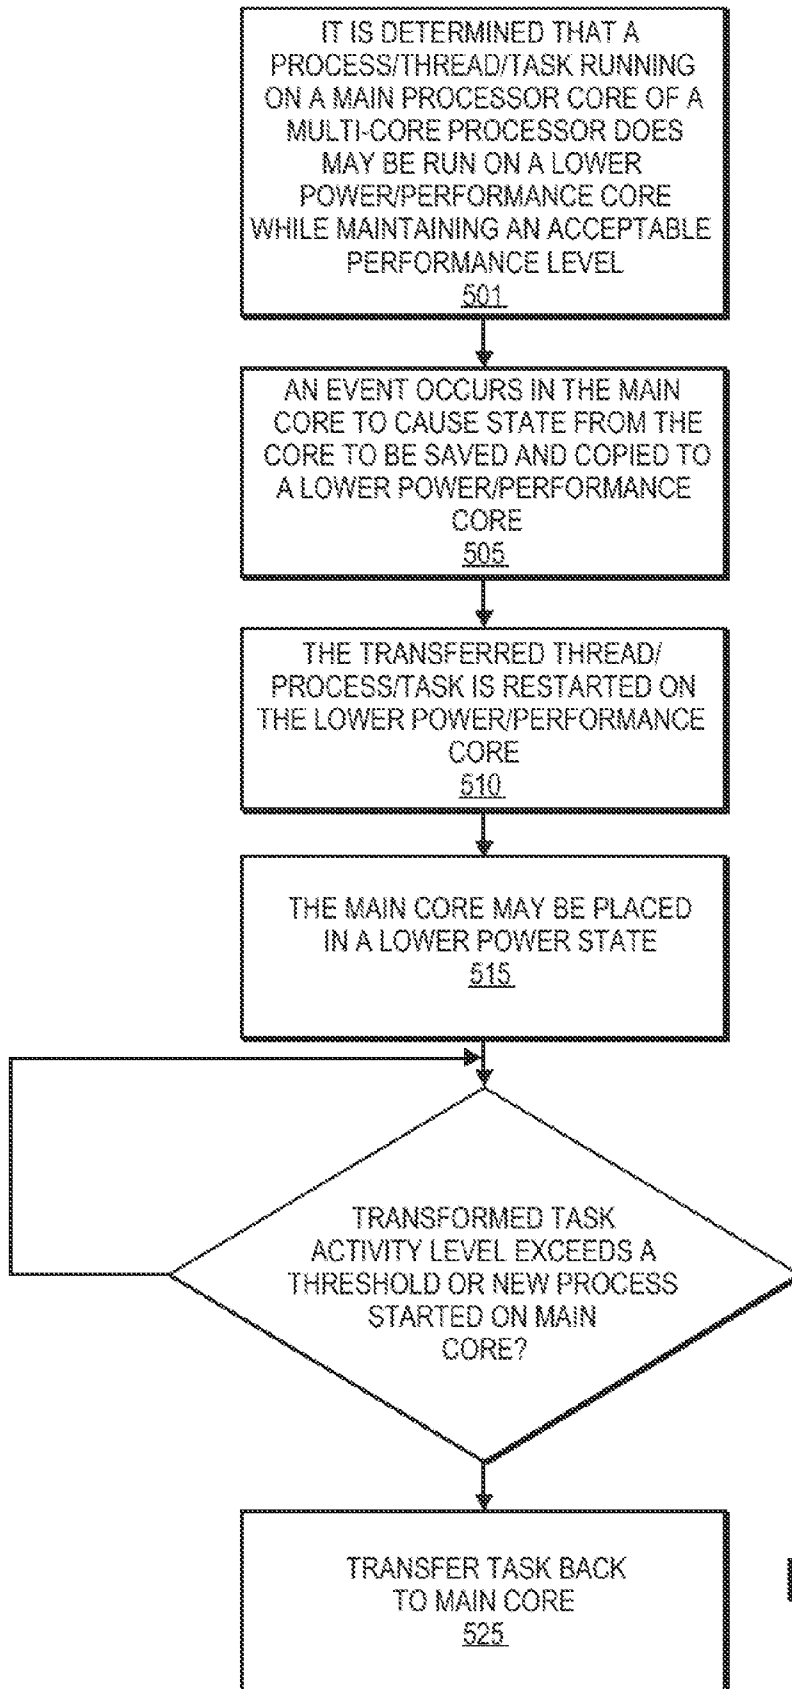 IT IS DETERMINED THAT A
PROCESS/THREAD/TASK RUNNING
ON A MAIN PROCESSOR CORE OF A
MULTI-CORE PROCESSOR DOES
MAY BE RUN ON A LOWER
POWER/PERFORMANCE CORE
WHILE MAINTAINING AN ACCEPTABLE
PERFORMANCE LEVEL
501
AN EVENT OCCURS IN THE MAIN
CORE TO CAUSE STATE FROM THE
CORE TO BE SAVED AND COPIED TO
A LOWER POWER/PERFORMANCE
CORE
505
THE TRANSFERRED THREAD/
PROCESS/TASK IS RESTARTED ON
THE LOWER POWER/PERFORMANCE
CORE
510
THE MAIN CORE MAY BE PLACED
IN A LOWER POWER STATE
515
TRANSFORMED TASK
ACTIVITY LEVEL EXCEEDS A
THRESHOLD OR NEW PROCESS
STARTED ON MAIN
CORE?
TRANSFER TASK BACK
TO MAIN CORE
525